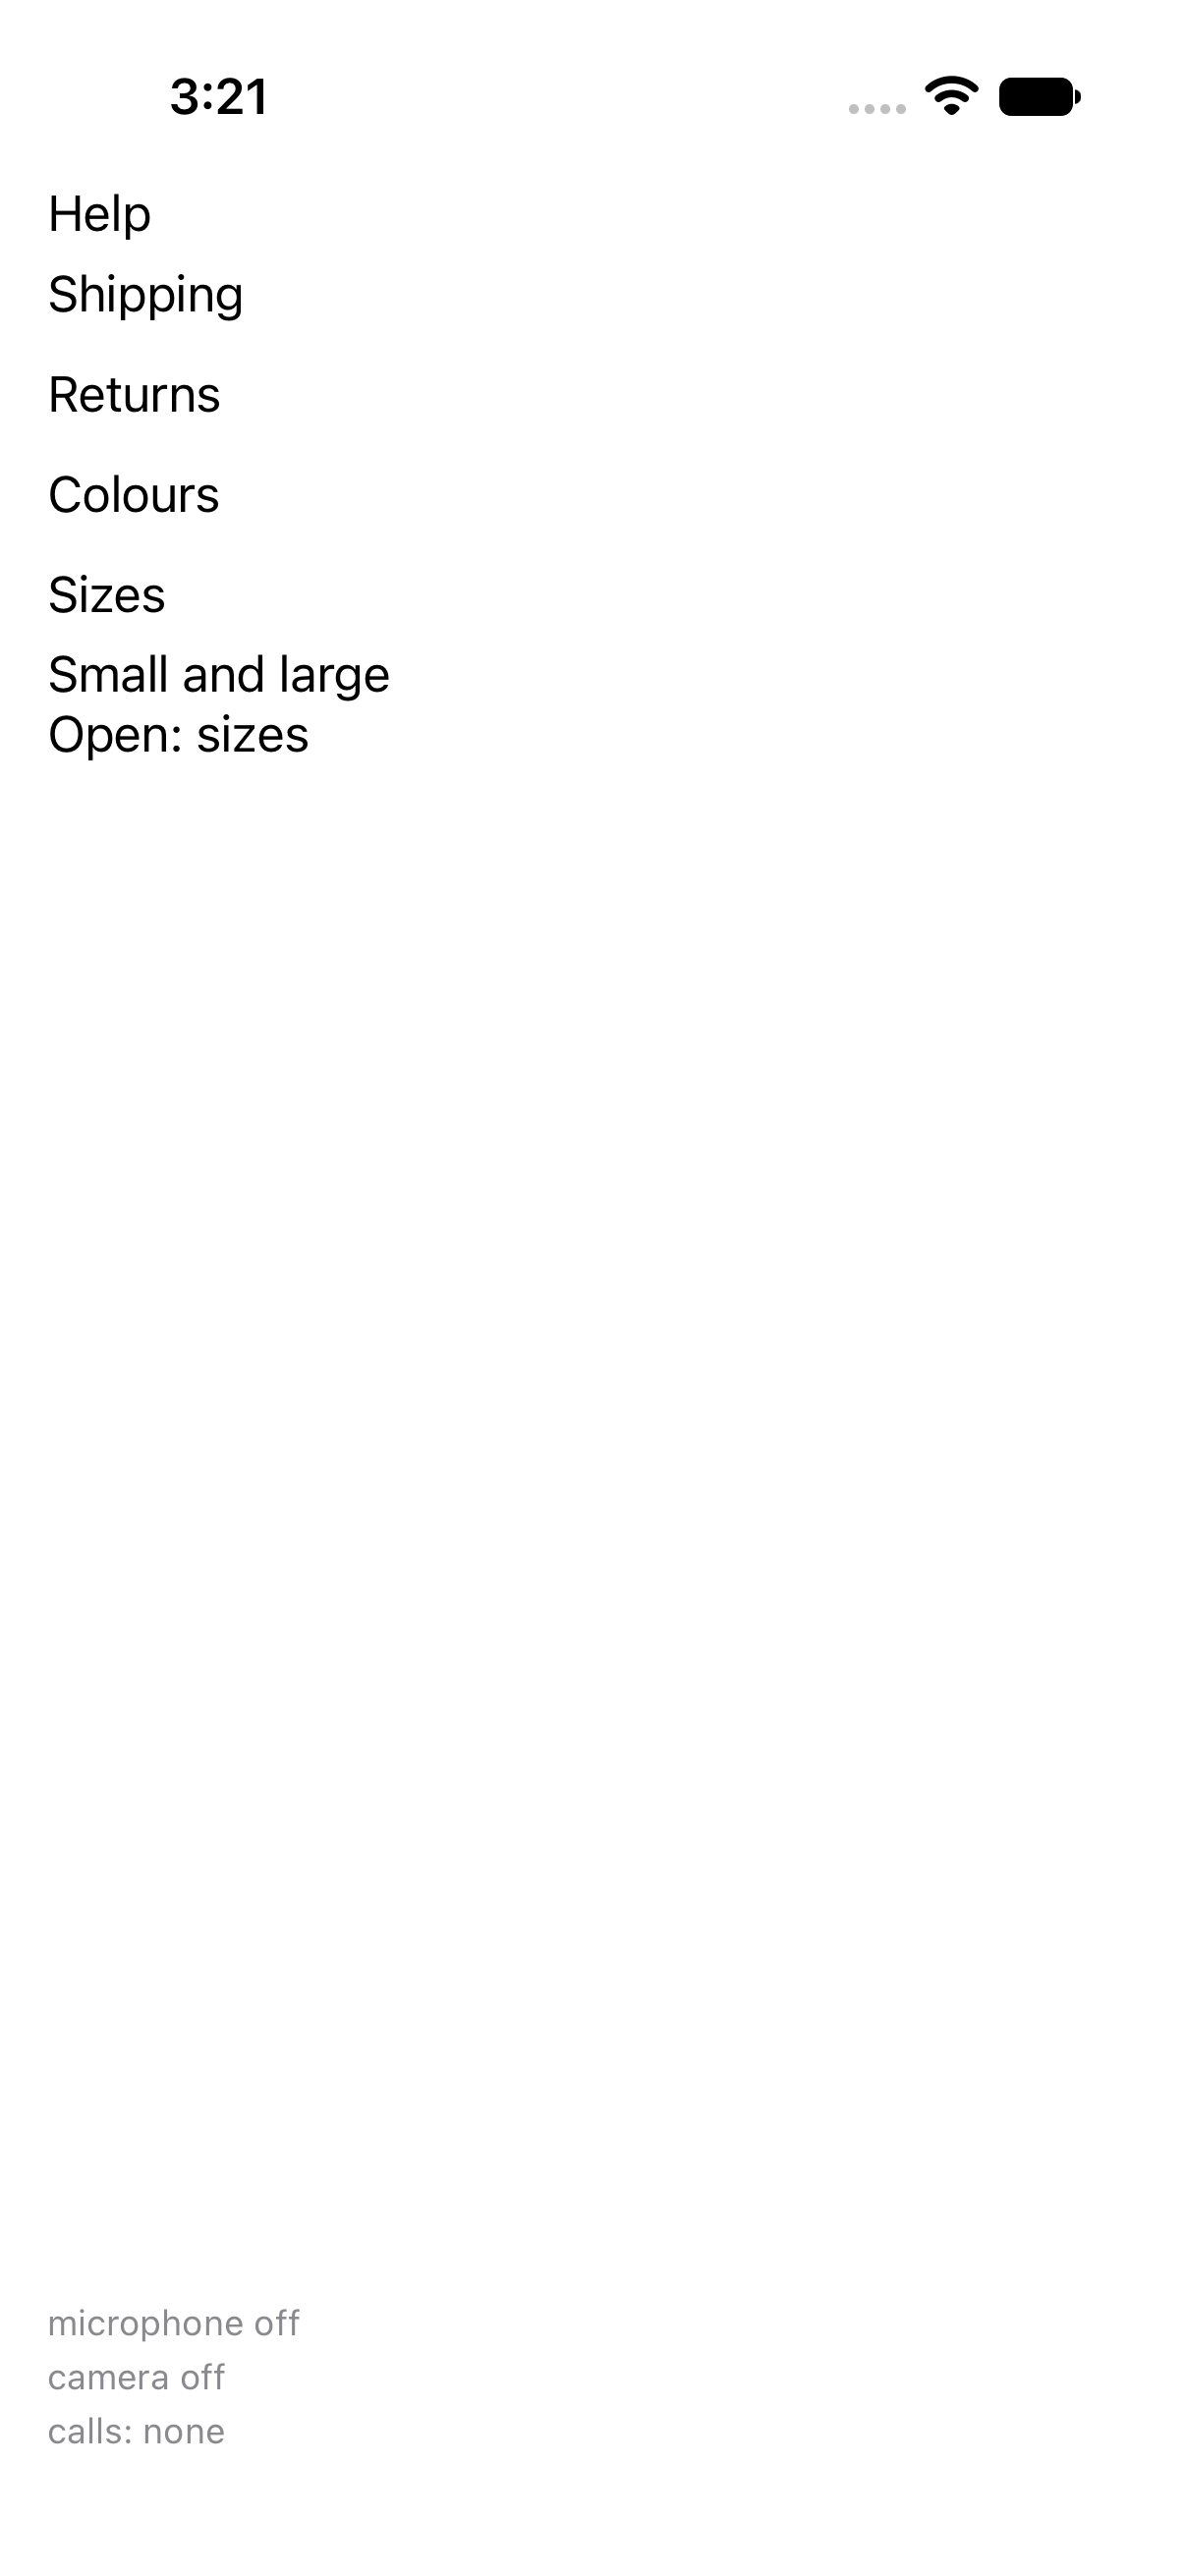 3:21
Help
Shipping
Returns
Colours
Sizes
Small and large
Open: sizes
microphone off
camera off
calls: none